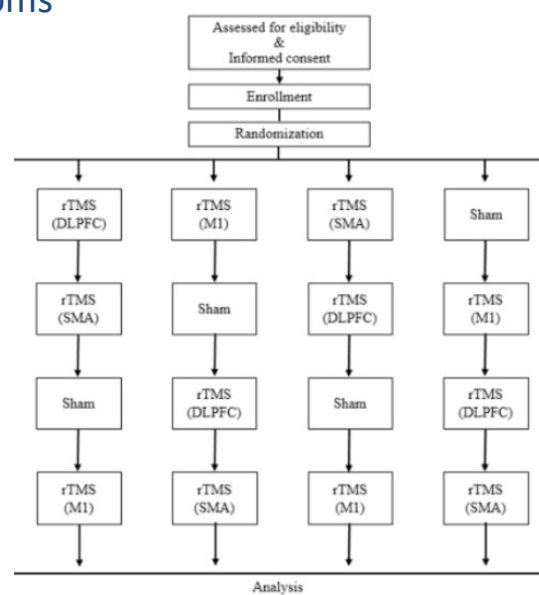 Assessed for eligibility
&
Informed consent
Enrollment
Randomization
rTMS
(DLPFC)
rTMS
(M1)
rTMS
(SMA)
Sham
rTMS
(SMA)
Sham
rTMS
(DLPFC)
rTMS
(M1)
Sham
rTMS
(DLPFC)
Sham
rTMS
(DLPFC)
rTMS
(M1)
rTMS
(SMA)
rTMS
(M1)
rTMS
(SMA)
Analysis